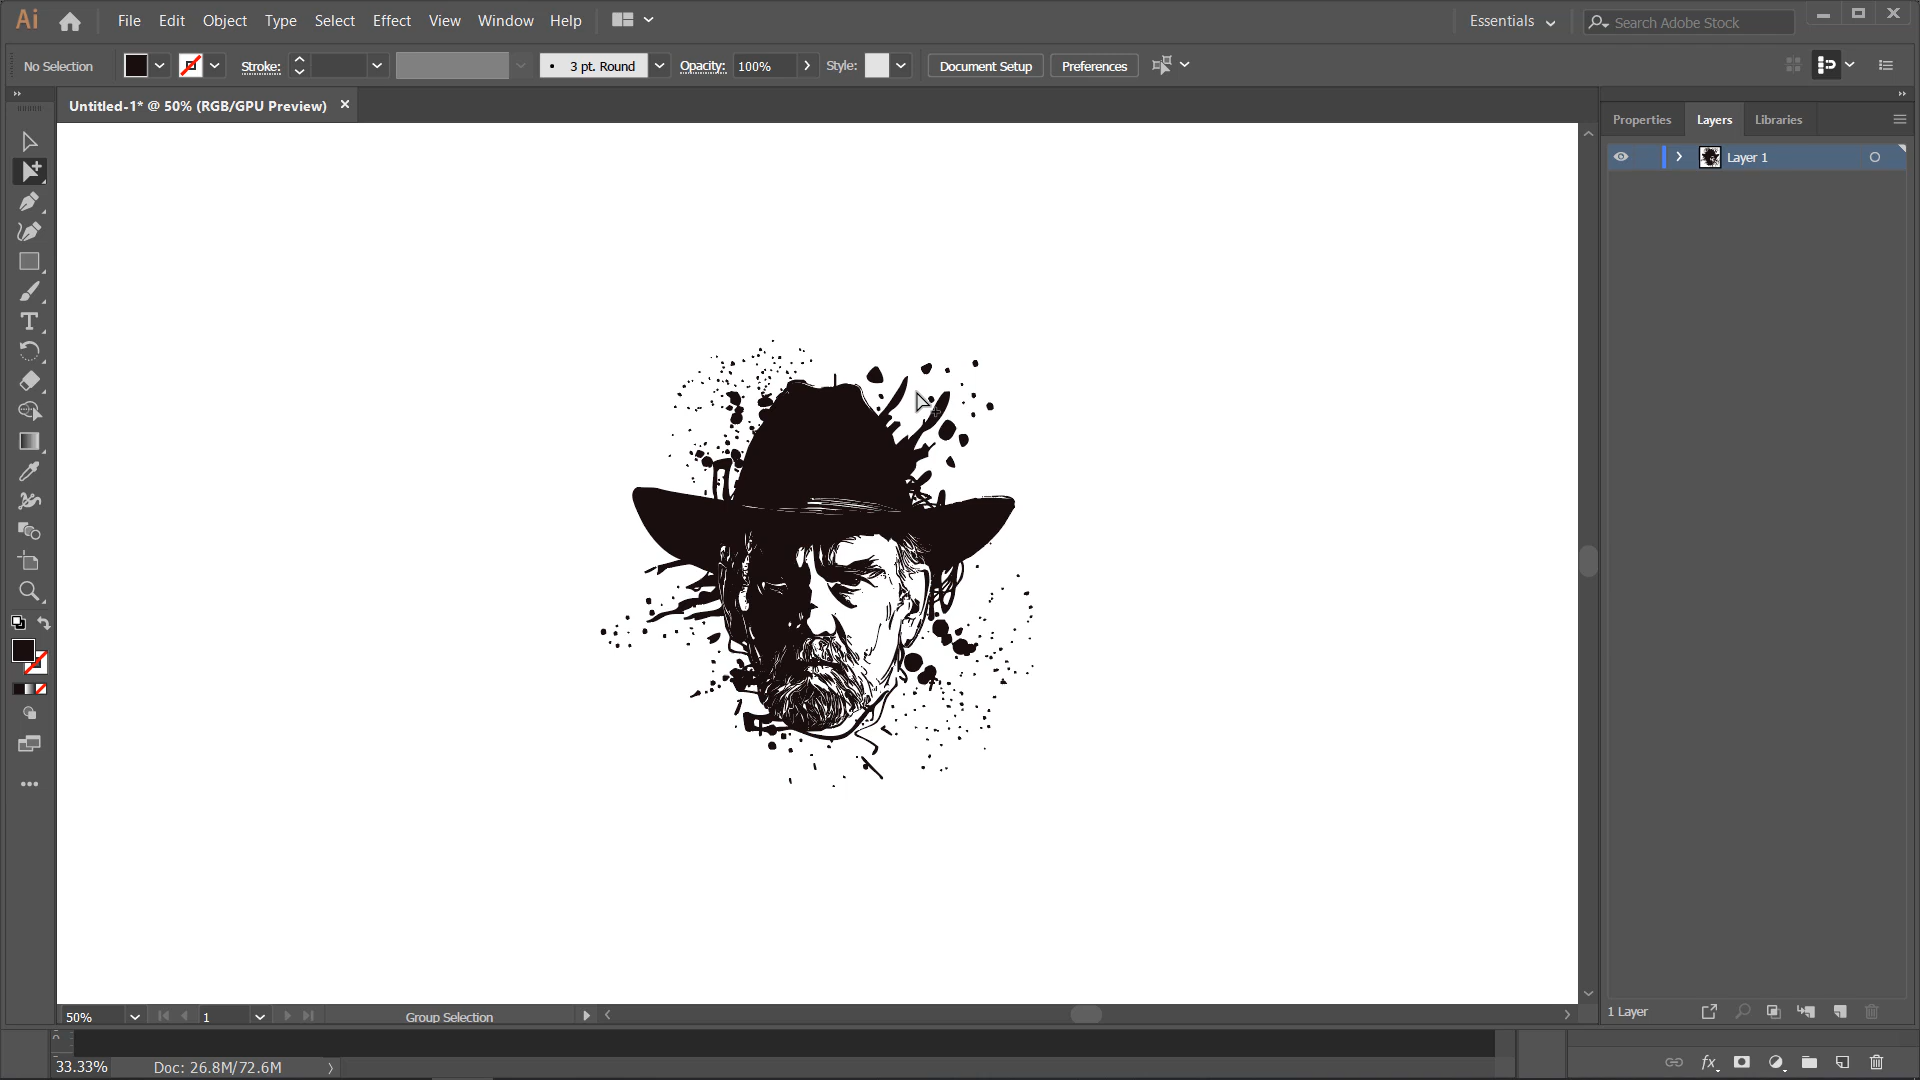 Ai File Edit Object Type Select Effect View Window Help Essentials Search Adobe Stock
No Selection Stroke: 3 pt. Round Opacity: 100% Style: Document Setup Preferences
Untitled-1* @ 50% (RGB/GPU Preview) Properties Layers Libraries
Layer 1
50% 1 Group Selection 1 Layer
33.33% Doc: 26.8M/72.6M fx